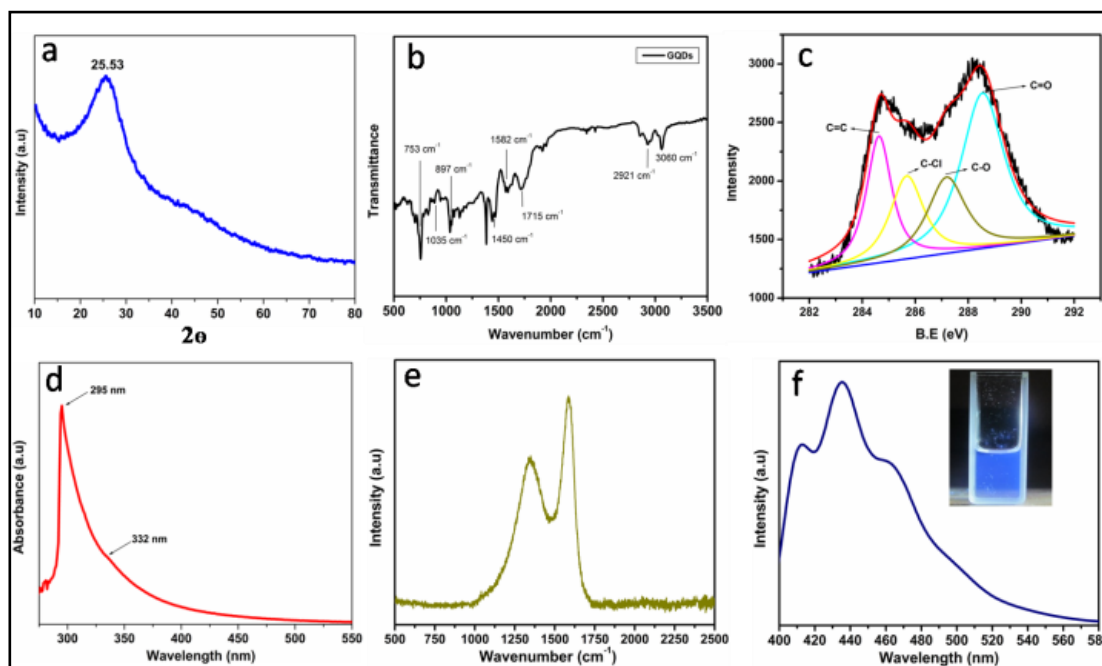 a
25.53
Intensity (a.u)
10 20 30 40 50 60 70 80
2ө
b
GQDs
753 cm⁻¹
897 cm⁻¹
1582 cm⁻¹
1035 cm⁻¹
1450 cm⁻¹
1715 cm⁻¹
2921 cm⁻¹
3060 cm⁻¹
Transmittance
500 1000 1500 2000 2500 3000 3500
Wavenumber (cm⁻¹)
c
C=C
C-Cl
C-O
C=O
Intensity
3000
2500
2000
1500
1000
282 284 286 288 290 292
B.E (eV)
d
295 nm
332 nm
Absorbance (a.u)
300 350 400 450 500 550
Wavelength (nm)
e
Intensity (a.u)
500 750 1000 1250 1500 1750 2000 2250 2500
Wavenumber (cm⁻¹)
f
Intensity (a.u)
400 420 440 460 480 500 520 540 560 580
Wavelength (nm)